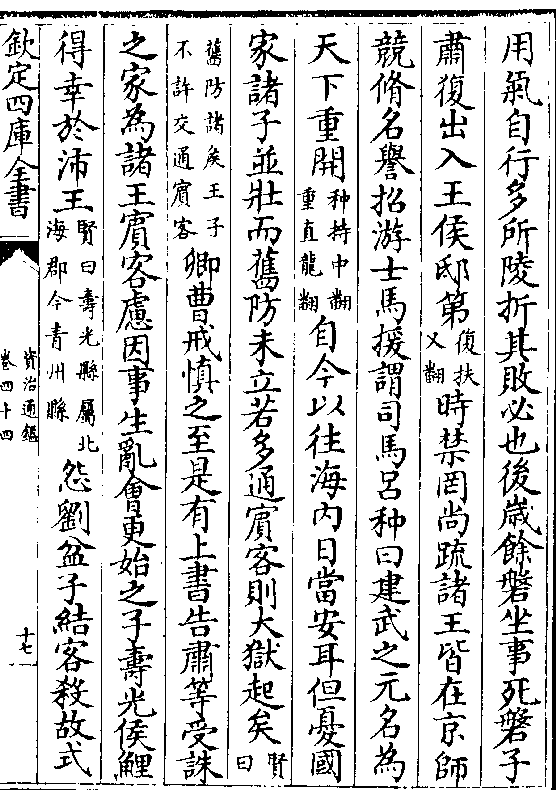 用氣自行多所陵折其敗必也後歲餘磐坐事死磐子
肅復出入王侯邸第復扶又翻時禁罔尚疏諸王皆在京師
競脩名譽招游士馬援謂司馬呂种曰建武之元名為
天下重開种持中翻重直龍翻自今以往海内日當安耳但憂國
家諸子並壯而舊防未立若多通賔客則大獄起矣賢曰
舊防諸矦王子不許交通賔客卿曹戒慎之至是有上書告肅等受誅
之家為諸王賔客慮因事生亂會更始之子壽光侯鯉
得幸於沛王賢曰壽光縣屬北海郡今青州縣怨劉盆子結客殺故式
欽定四庫全書
資治通鑑
卷四十四
十七